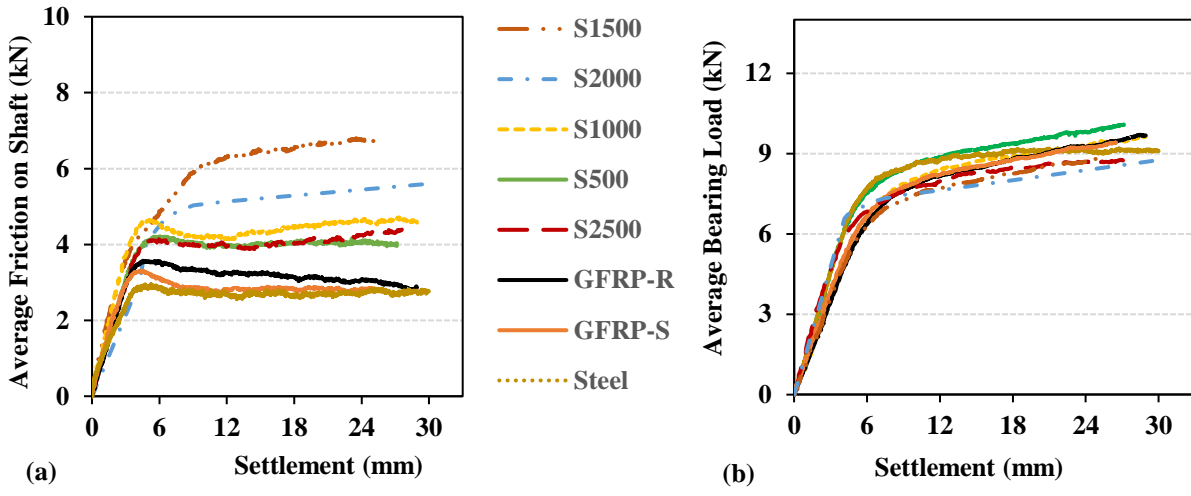 Average Friction on Shaft (kN)
10
8
6
4
2
0
0 6 12 18 24 30
Settlement (mm)
(a)
S1500
S2000
S1000
S500
S2500
GFRP-R
GFRP-S
Steel
Average Bearing Load (kN)
12
9
6
3
0
0 6 12 18 24 30
Settlement (mm)
(b)